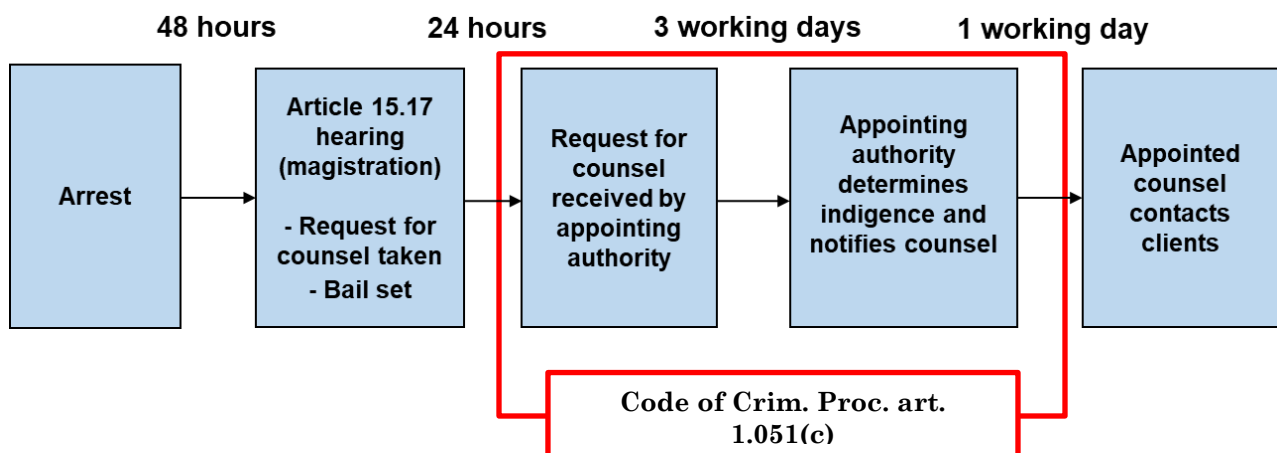 48 hours
24 hours
3 working days
1 working day
Arrest
Article 15.17
hearing
(magistration)
- Request for
counsel taken
- Bail set
Request for
counsel
received by
appointing
authority
Appointing
authority
determines
indigence and
notifies counsel
Appointed
counsel
contacts
clients
Code of Crim. Proc. art.
1.051(c)